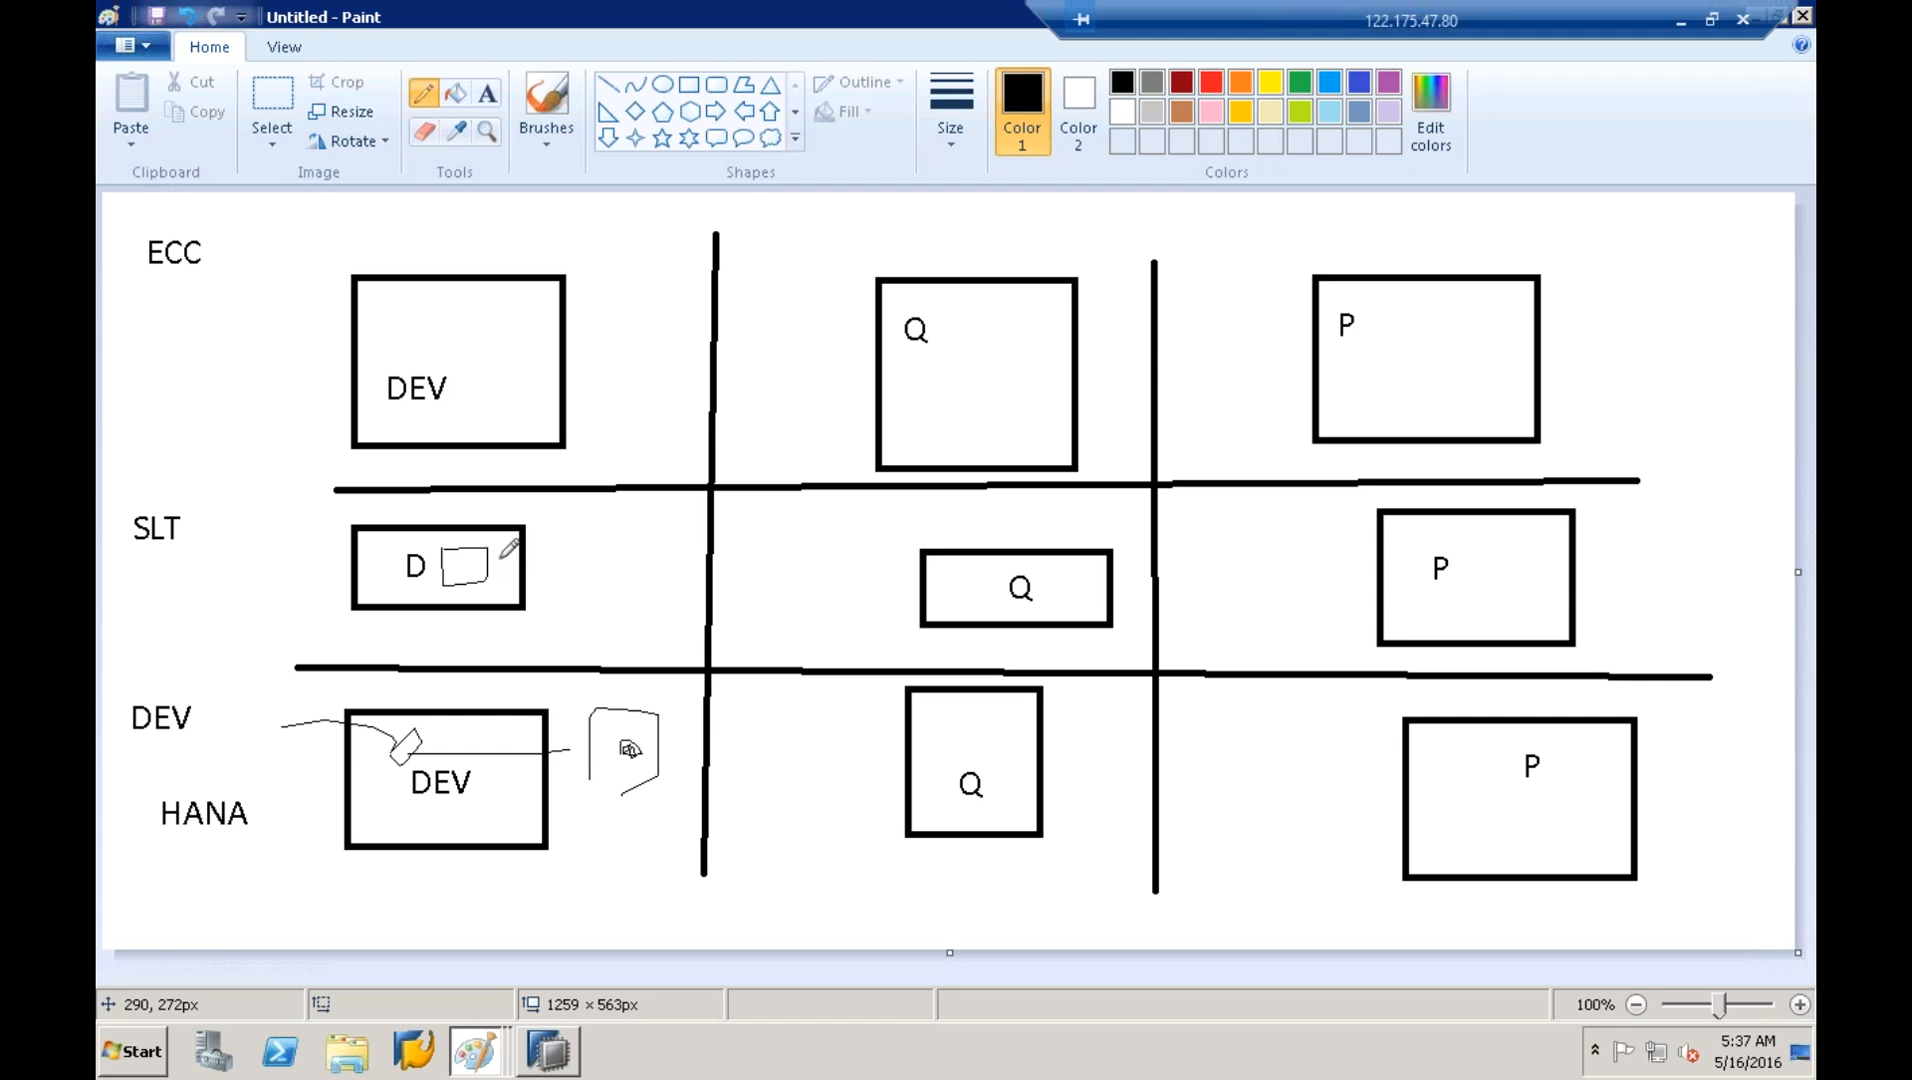 Untitled - Paint
122.175.47.80
Home
View
Paste
Cut
Copy
Clipboard
Select
Crop
Resize
Rotate
Image
A
Tools
Brushes
Shapes
Outline
Fill
Size
Color
1
Color
2
Edit
colors
Colors
ECC
DEV
Q
P
SLT
D
Q
P
DEV
DEV
Q
P
HANA
290, 272px
1259 × 563px
100%
Start
5:37 AM
5/16/2016